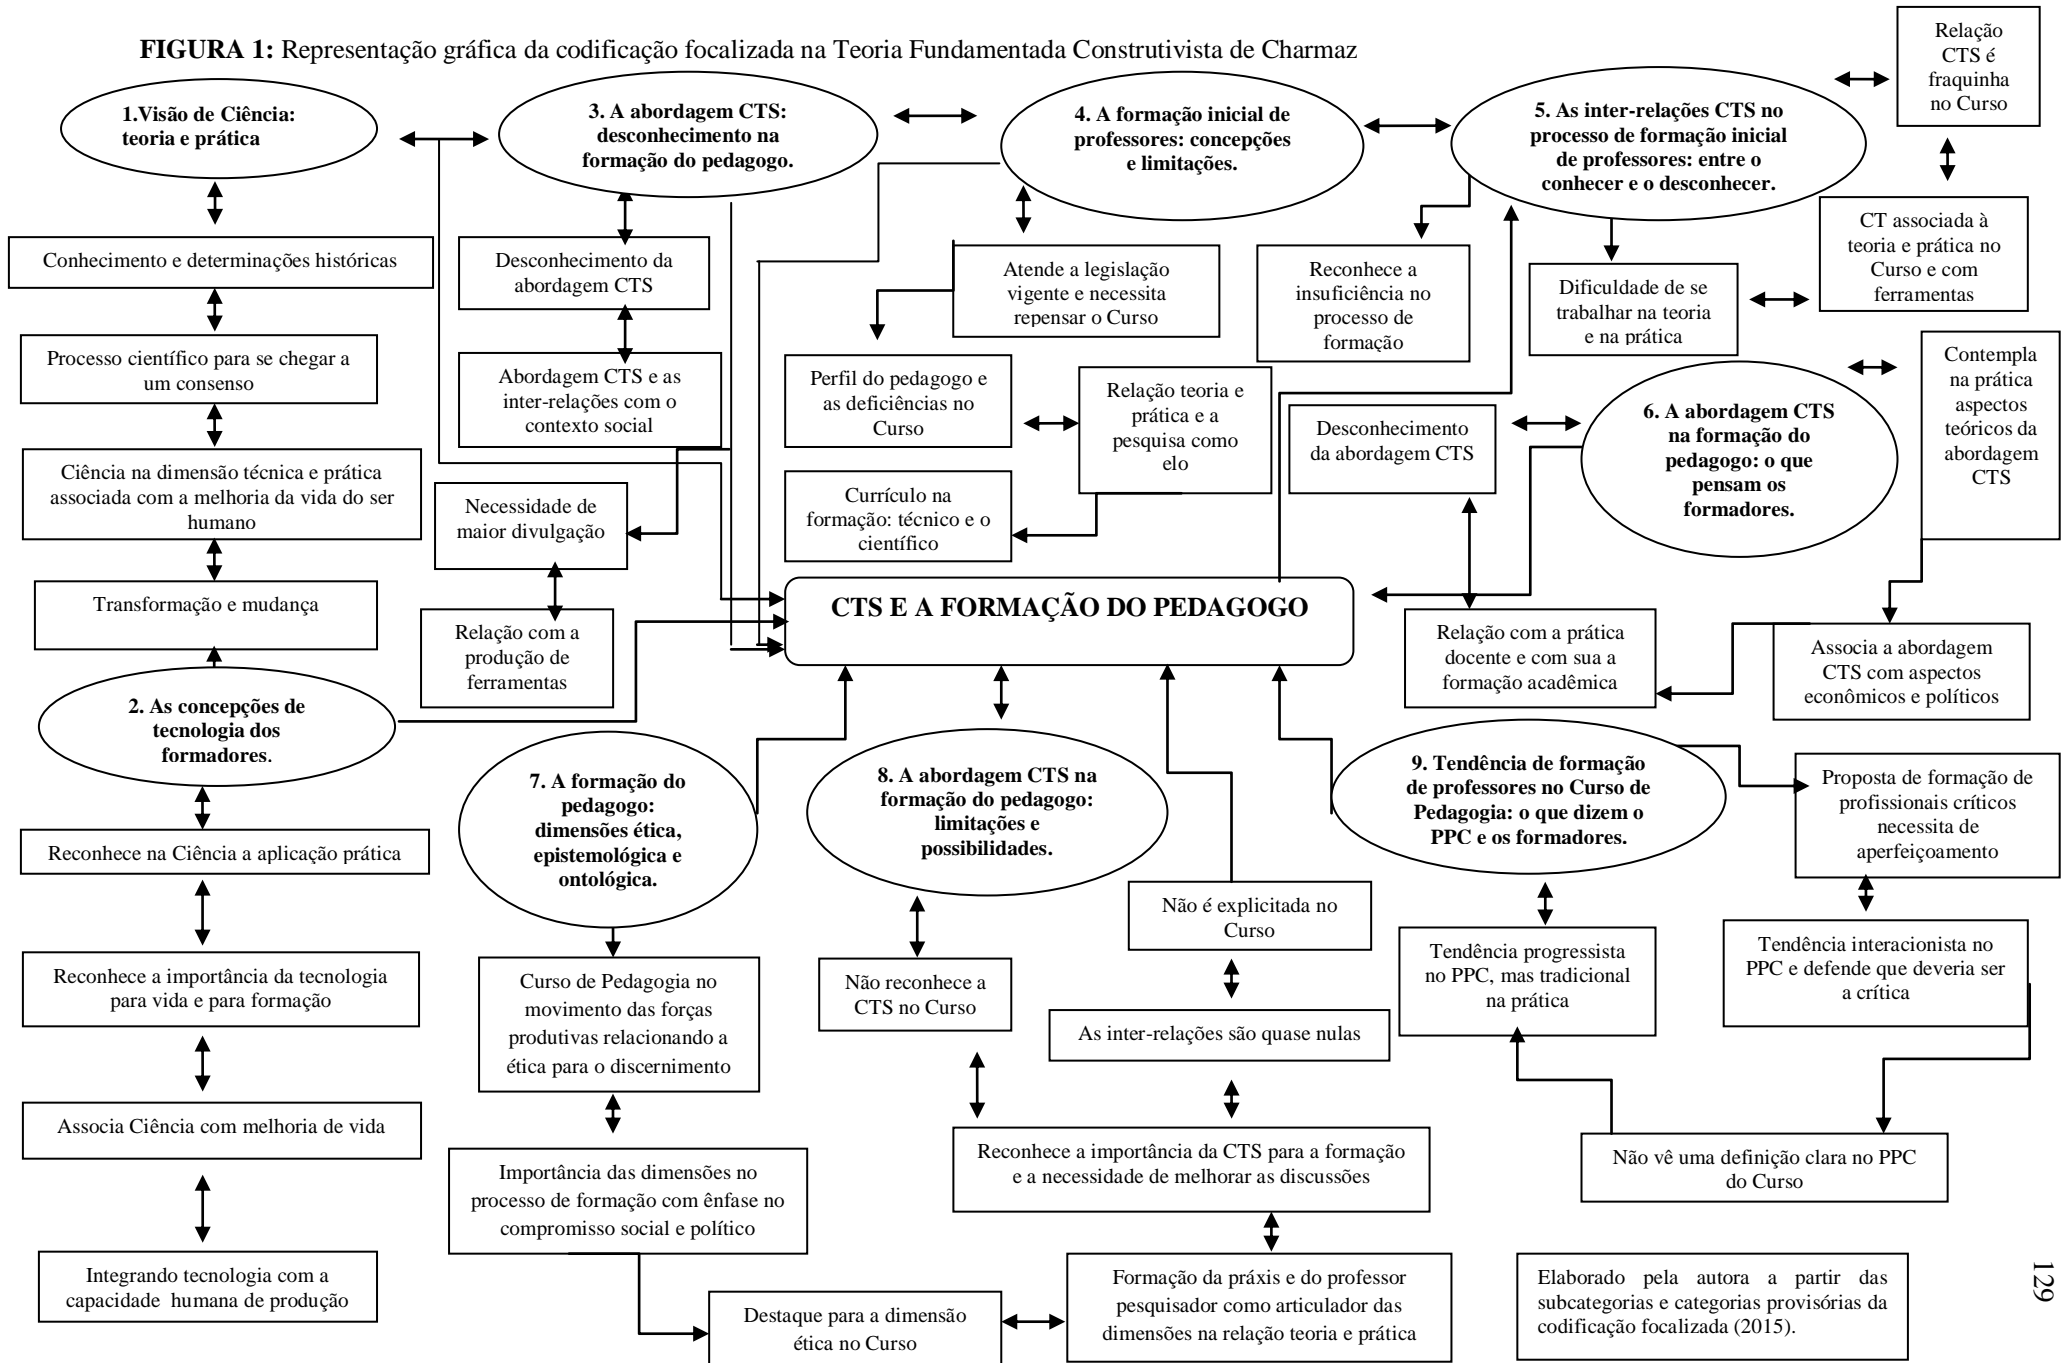 FIGURA 1: Representação gráfica da codificação focalizada na Teoria Fundamentada Construtivista de Charmaz
1.Visão de Ciência:
teoria e prática
3. A abordagem CTS:
desconhecimento na
formação do pedagogo.
4. A formação inicial de
professores: concepções
e limitações.
5. As inter-relações CTS no
processo de formação inicial
de professores: entre o
conhecer e o desconhecer.
Relação
CTS é
fraquinha
no Curso
Conhecimento e determinações históricas
Desconhecimento da
abordagem CTS
Atende a legislação
vigente e necessita
repensar o Curso
Reconhece a
insuficiência no
processo de
formação
Dificuldade de se
trabalhar na teoria
e na prática
CT associada à
teoria e prática no
Curso e com
ferramentas
Processo científico para se chegar a
um consenso
Abordagem CTS e as
inter-relações com o
contexto social
Perfil do pedagogo e
as deficiências no
Curso
Relação teoria e
prática e a
pesquisa como
elo
Desconhecimento
da abordagem CTS
6. A abordagem CTS
na formação do
pedagogo: o que
pensam os
formadores.
Contempla
na prática
aspectos
teóricos da
abordagem
CTS
Ciência na dimensão técnica e prática
associada com a melhoria da vida do ser
humano
Necessidade de
maior divulgação
Currículo na
formação: técnico e o
científico
Transformação e mudança
Relação com a
produção de
ferramentas
CTS E A FORMAÇÃO DO PEDAGOGO
Relação com a prática
docente e com sua a
formação acadêmica
Associa a abordagem
CTS com aspectos
econômicos e políticos
2. As concepções de
tecnologia dos
formadores.
7. A formação do
pedagogo:
dimensões ética,
epistemológica e
ontológica.
8. A abordagem CTS na
formação do pedagogo:
limitações e
possibilidades.
9. Tendência de formação
de professores no Curso de
Pedagogia: o que dizem o
PPC e os formadores.
Proposta de formação de
profissionais críticos
necessita de
aperfeiçoamento
Reconhece na Ciência a aplicação prática
Não é explicitada no
Curso
Reconhece a importância da tecnologia
para vida e para formação
Curso de Pedagogia no
movimento das forças
produtivas relacionando a
ética para o discernimento
Não reconhece a
CTS no Curso
As inter-relações são quase nulas
Tendência progressista
no PPC, mas tradicional
na prática
Tendência interacionista no
PPC e defende que deveria ser
a crítica
Associa Ciência com melhoria de vida
Importância das dimensões no
processo de formação com ênfase no
compromisso social e político
Reconhece a importância da CTS para a formação
e a necessidade de melhorar as discussões
Não vê uma definição clara no PPC
do Curso
Integrando tecnologia com a
capacidade humana de produção
Destaque para a dimensão
ética no Curso
Formação da práxis e do professor
pesquisador como articulador das
dimensões na relação teoria e prática
Elaborado pela autora a partir das
subcategorias e categorias provisórias da
codificação focalizada (2015).
129